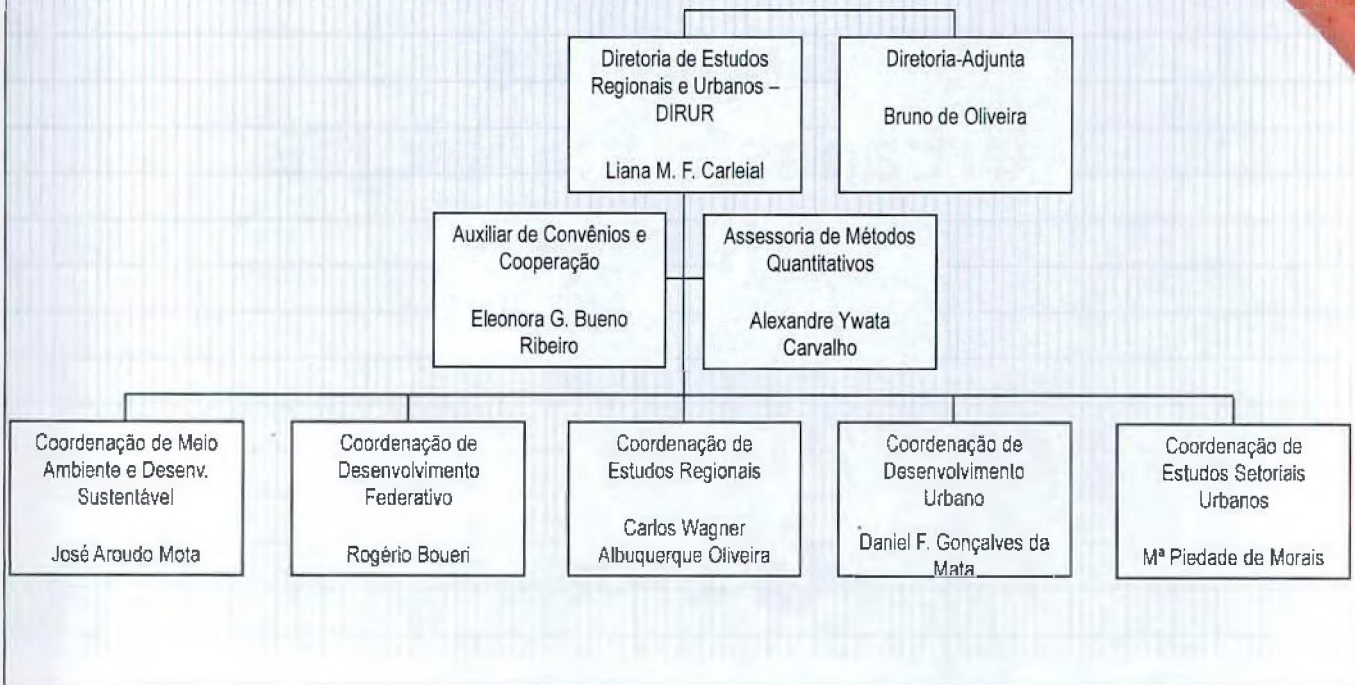 Diretoria de Estudos
Regionais e Urbanos –
DIRUR
Liana M. F. Carleial
Diretoria-Adjunta
Bruno de Oliveira
Auxiliar de Convênios e
Cooperação
Eleonora G. Bueno
Ribeiro
Assessoria de Métodos
Quantitativos
Alexandre Ywata
Carvalho
Coordenação de Meio
Ambiente e Desenv.
Sustentável
José Aroudo Mota
Coordenação de
Desenvolvimento
Federativo
Rogério Boueri
Coordenação de
Estudos Regionais
Carlos Wagner
Albuquerque Oliveira
Coordenação de
Desenvolvimento
Urbano
Daniel F. Gonçalves da
Mata
Coordenação de
Estudos Setoriais
Urbanos
Mª Piedade de Morais